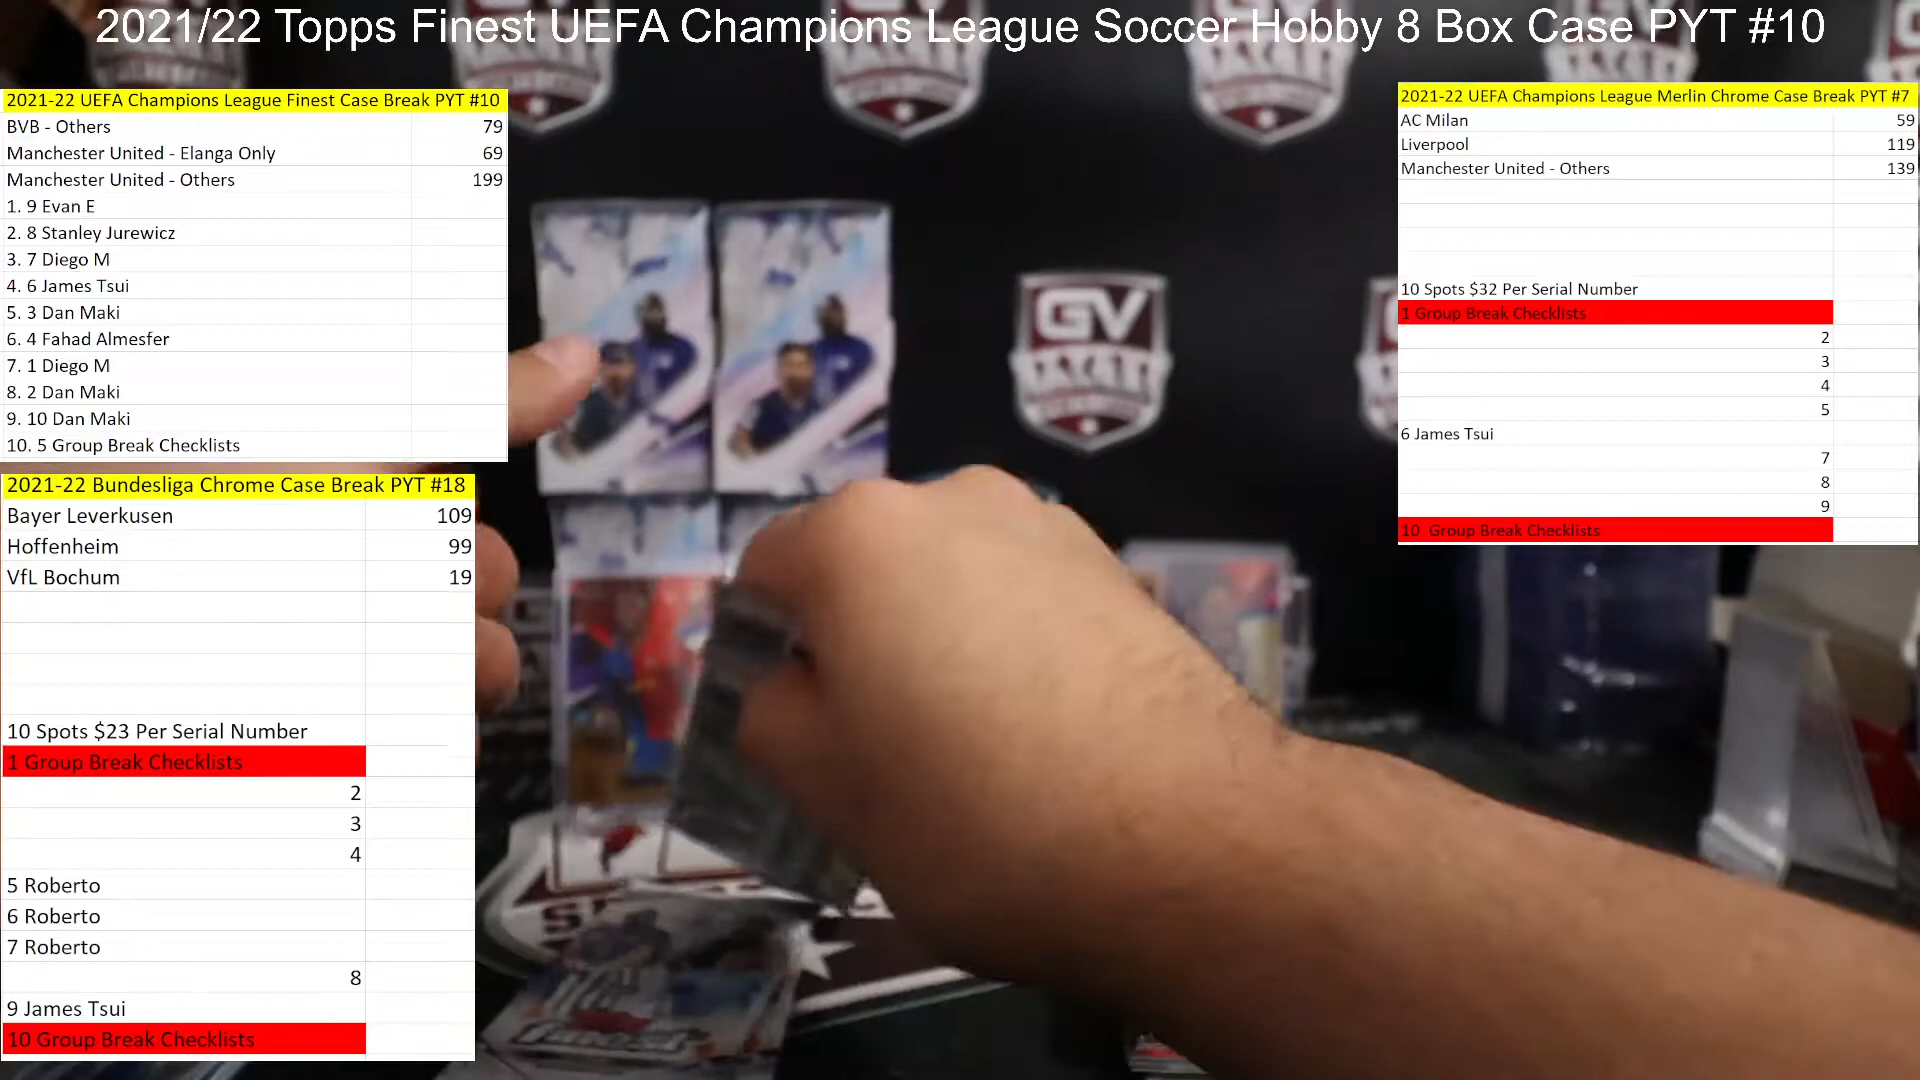 2021/22 Topps Finest UEFA Champions League Soccer Hobby 8 Box Case PYT #10
2021-22 UEFA Champions League Finest Case Break PYT #10
BVB - Others 79
Manchester United - Elanga Only 69
Manchester United - Others 199
1. 9 Evan E
2. 8 Stanley Jurewicz
3. 7 Diego M
4. 6 James Tsui
5. 3 Dan Maki
6. 4 Fahad Almesfer
7. 1 Diego M
8. 2 Dan Maki
9. 10 Dan Maki
10. 5 Group Break Checklists
2021-22 Bundesliga Chrome Case Break PYT #18
Bayer Leverkusen 109
Hoffenheim 99
VfL Bochum 19
10 Spots $23 Per Serial Number
1 Group Break Checklists
2
3
4
5 Roberto
6 Roberto
7 Roberto
8
9 James Tsui
10 Group Break Checklists
2021-22 UEFA Champions League Merlin Chrome Case Break PYT #7
AC Milan 59
Liverpool 119
Manchester United - Others 139
10 Spots $32 Per Serial Number
1 Group Break Checklists
2
3
4
5
6 James Tsui
7
8
9
10 Group Break Checklists
GV